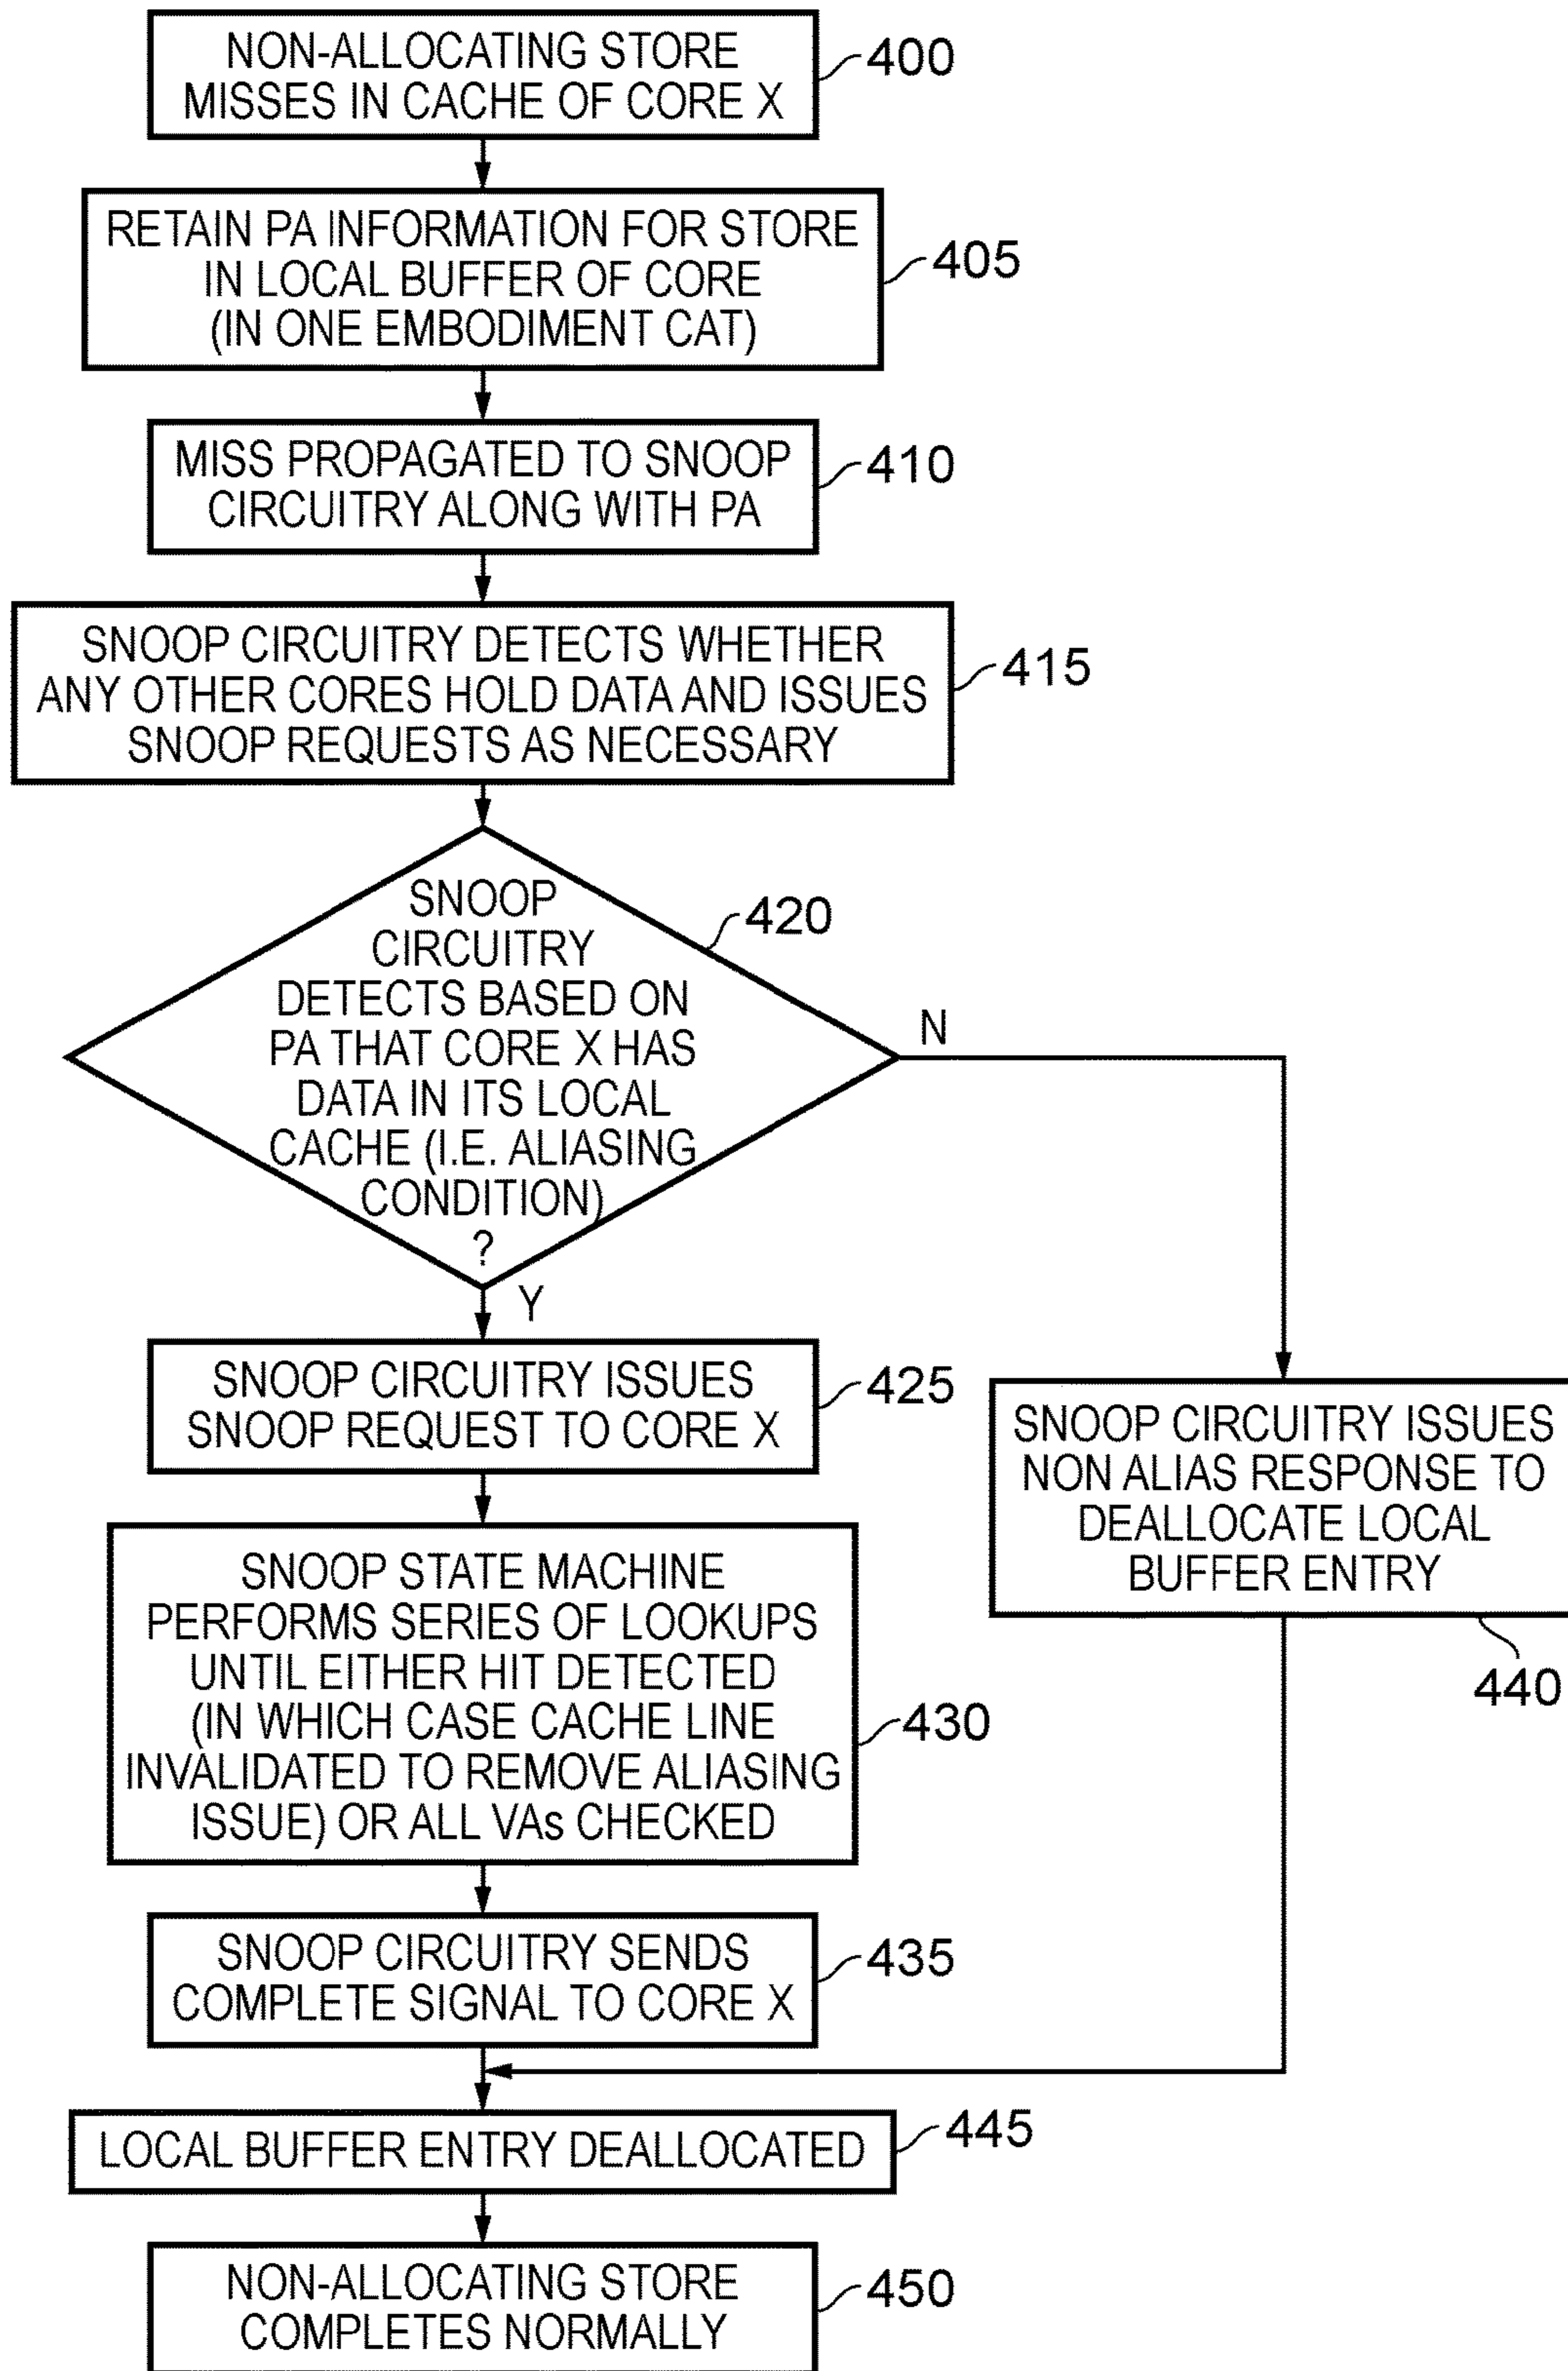 NON-ALLOCATING STORE
MISSES IN CACHE OF CORE X
400
RETAIN PA INFORMATION FOR STORE
IN LOCAL BUFFER OF CORE
(IN ONE EMBODIMENT CAT)
405
MISS PROPAGATED TO SNOOP
CIRCUITRY ALONG WITH PA
410
SNOOP CIRCUITRY DETECTS WHETHER
ANY OTHER CORES HOLD DATA AND ISSUES
SNOOP REQUESTS AS NECESSARY
415
SNOOP
CIRCUITRY
DETECTS BASED ON
PA THAT CORE X HAS
DATA IN ITS LOCAL
CACHE (I.E. ALIASING
CONDITION)
?
420
N
Y
SNOOP CIRCUITRY ISSUES
SNOOP REQUEST TO CORE X
425
SNOOP CIRCUITRY ISSUES
NON ALIAS RESPONSE TO
DEALLOCATE LOCAL
BUFFER ENTRY
440
SNOOP STATE MACHINE
PERFORMS SERIES OF LOOKUPS
UNTIL EITHER HIT DETECTED
(IN WHICH CASE CACHE LINE
INVALIDATED TO REMOVE ALIASING
ISSUE) OR ALL VAs CHECKED
430
SNOOP CIRCUITRY SENDS
COMPLETE SIGNAL TO CORE X
435
LOCAL BUFFER ENTRY DEALLOCATED
445
NON-ALLOCATING STORE
COMPLETES NORMALLY
450